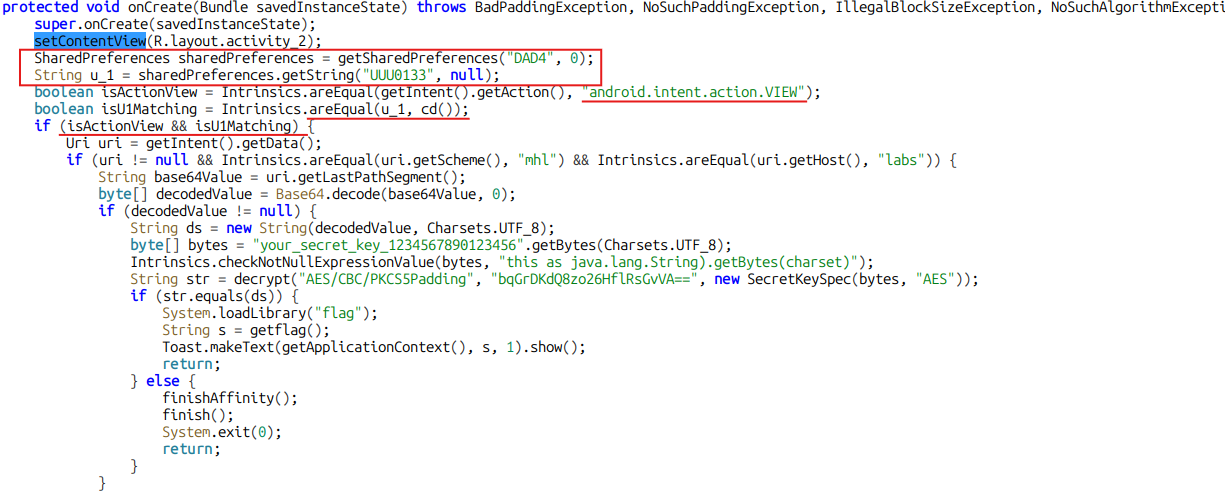 protected void onCreate(Bundle savedInstanceState) throws BadPaddingException, NoSuchPaddingException, IllegalBlockSizeException, NoSuchAlgorithmExcepti
    super.onCreate(savedInstanceState);
    setContentView(R.layout.activity_2);
    SharedPreferences sharedPreferences = getSharedPreferences("DAD4", 0);
    String u_1 = sharedPreferences.getString("UUU0133", null);
    boolean isActionView = Intrinsics.areEqual(getIntent().getAction(), "android.intent.action.VIEW");
    boolean isU1Matching = Intrinsics.areEqual(u_1, cd());
    if (isActionView && isU1Matching) {
        Uri uri = getIntent().getData();
        if (uri != null && Intrinsics.areEqual(uri.getScheme(), "mhl") && Intrinsics.areEqual(uri.getHost(), "labs")) {
            String base64Value = uri.getLastPathSegment();
            byte[] decodedValue = Base64.decode(base64Value, 0);
            if (decodedValue != null) {
                String ds = new String(decodedValue, Charsets.UTF_8);
                byte[] bytes = "your_secret_key_1234567890123456".getBytes(Charsets.UTF_8);
                Intrinsics.checkNotNullExpressionValue(bytes, "this as java.lang.String).getBytes(charset)");
                String str = decrypt("AES/CBC/PKCS5Padding", "bqGrDKdQ8zo26HflRsGvVA==", new SecretKeySpec(bytes, "AES"));
                if (str.equals(ds)) {
                    System.loadLibrary("flag");
                    String s = getflag();
                    Toast.makeText(getApplicationContext(), s, 1).show();
                    return;
                } else {
                    finishAffinity();
                    finish();
                    System.exit(0);
                    return;
                }
            }